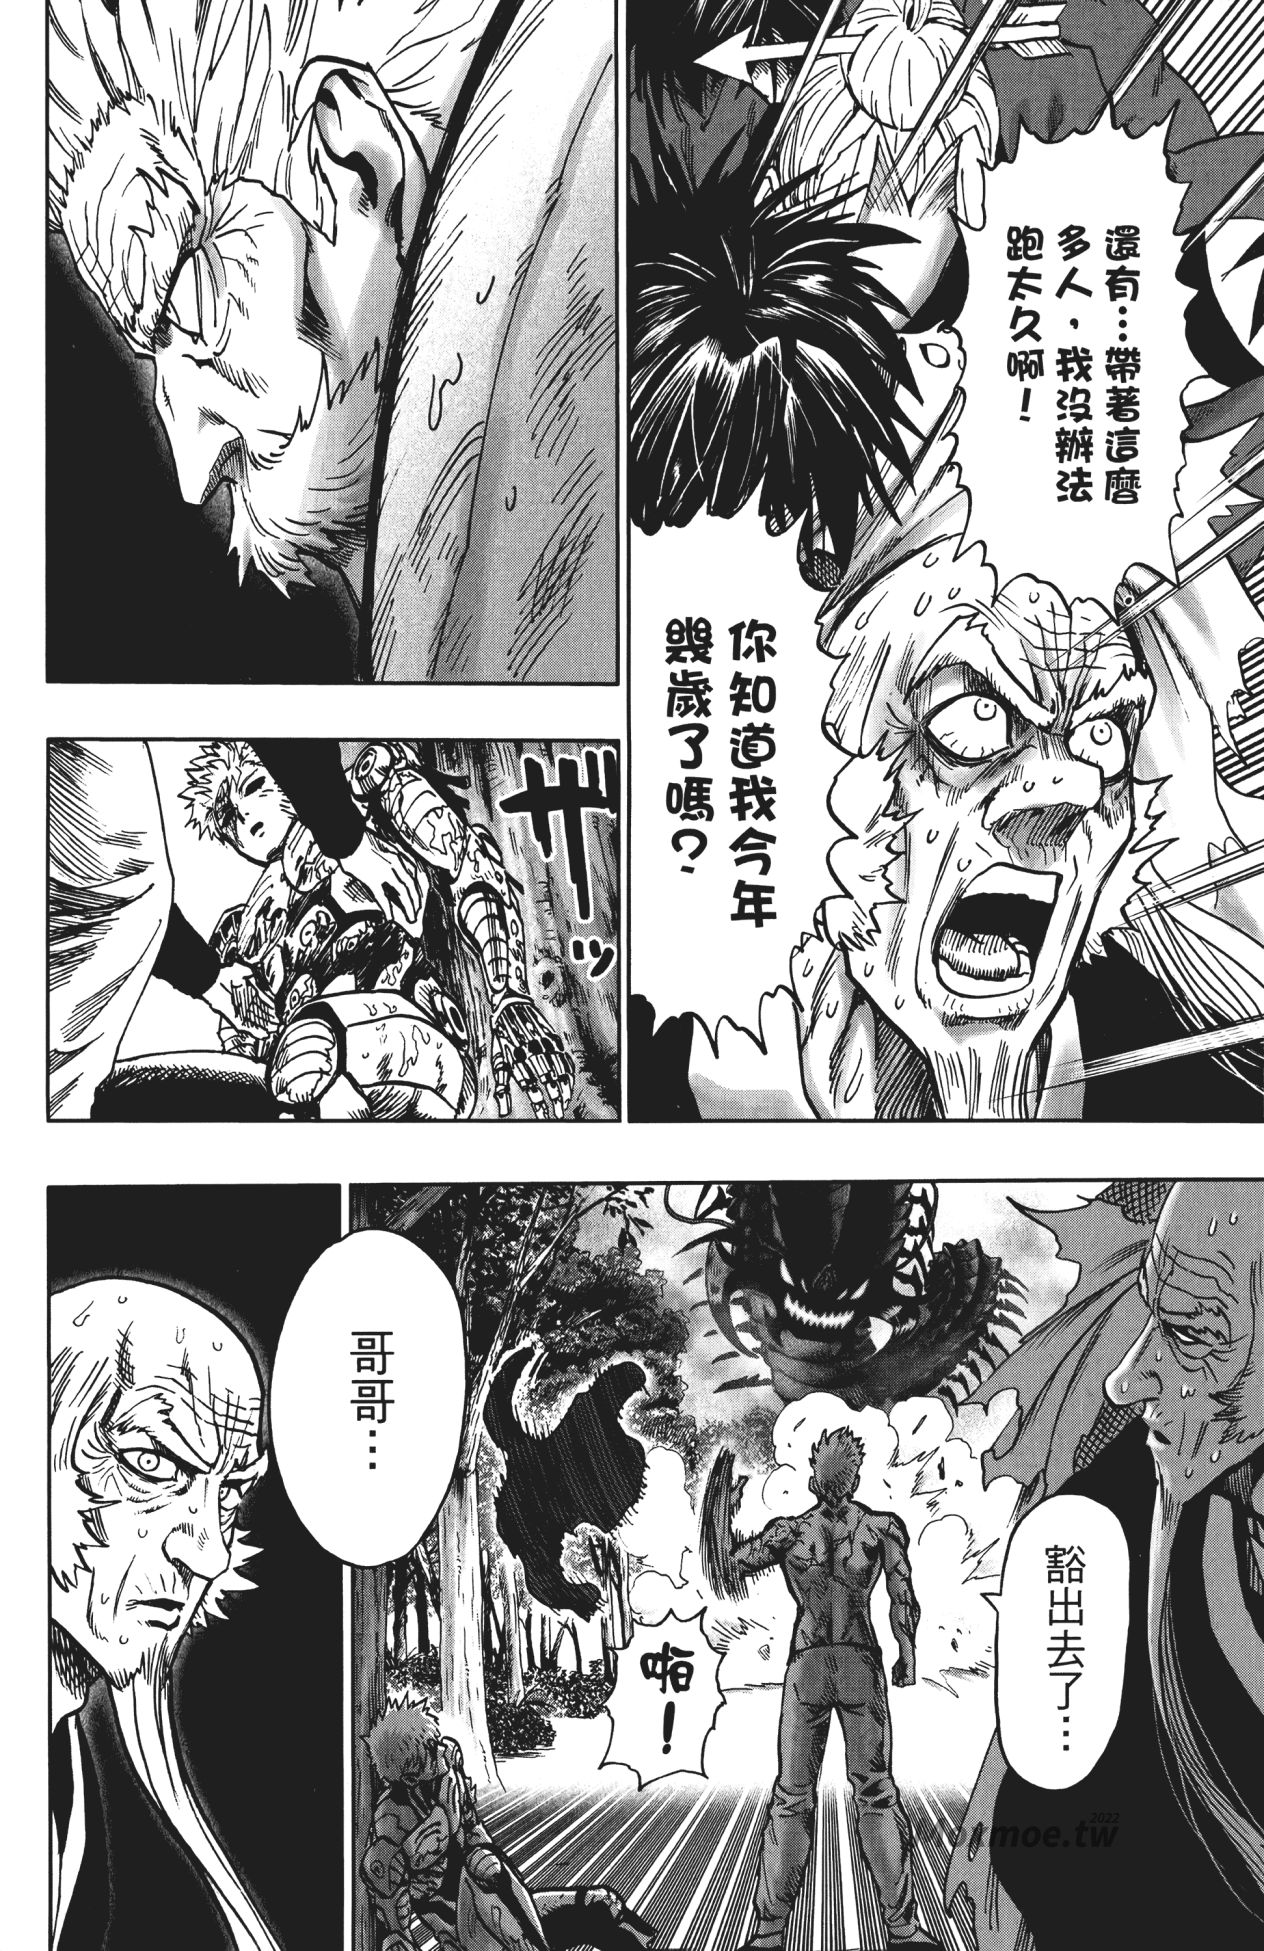 還有…帶著這麼
多人，我沒辦法
跑太久啊！
你知道我今年
幾歲了嗎？
ザッ
豁出去了…
啪！
哥哥…
2022
Moxmoe.tw